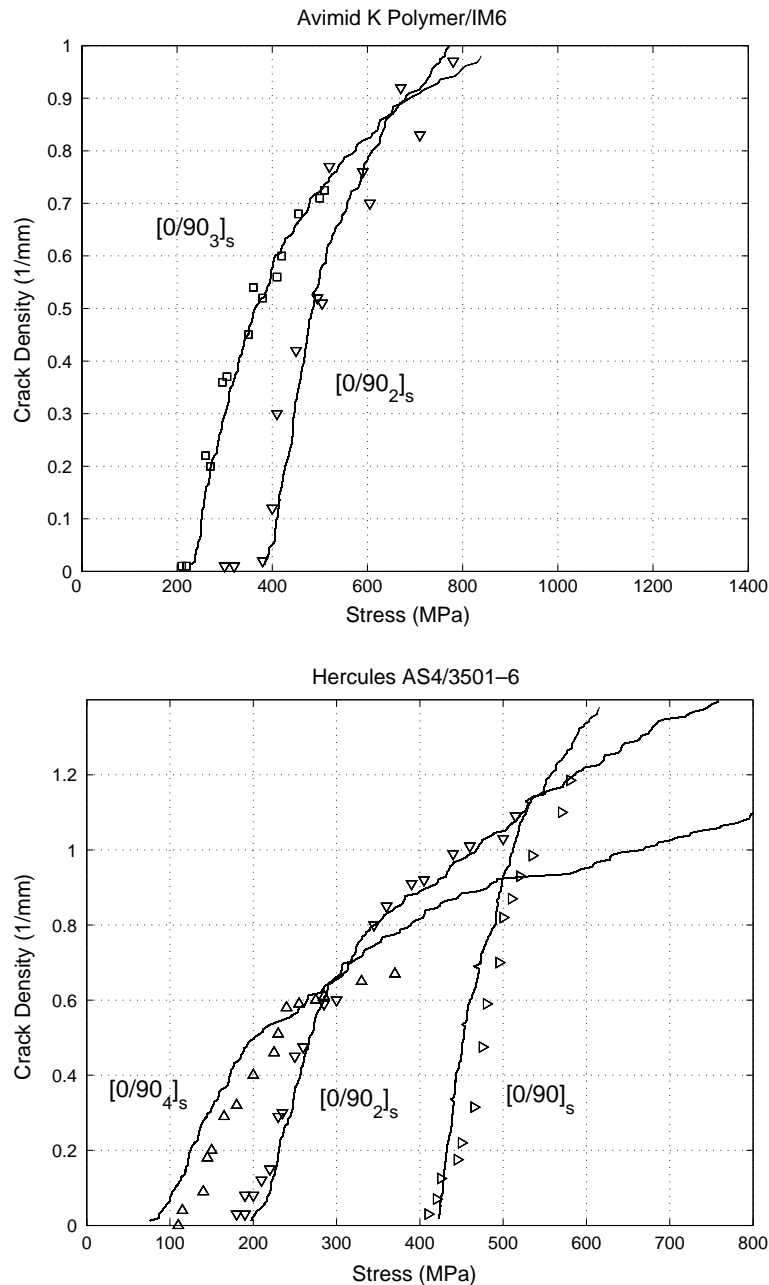 Avimid K Polymer/IM6
1
0.9
0.8
0.7
0.6
0.5
0.4
0.3
0.2
0.1
0
Crack Density (1/mm)
[0/90₃]ₛ
[0/90₂]ₛ
0 200 400 600 800 1000 1200 1400
Stress (MPa)
Hercules AS4/3501–6
1.2
1
0.8
0.6
0.4
0.2
0
Crack Density (1/mm)
[0/90₄]ₛ
[0/90₂]ₛ
[0/90]ₛ
0 100 200 300 400 500 600 700 800
Stress (MPa)